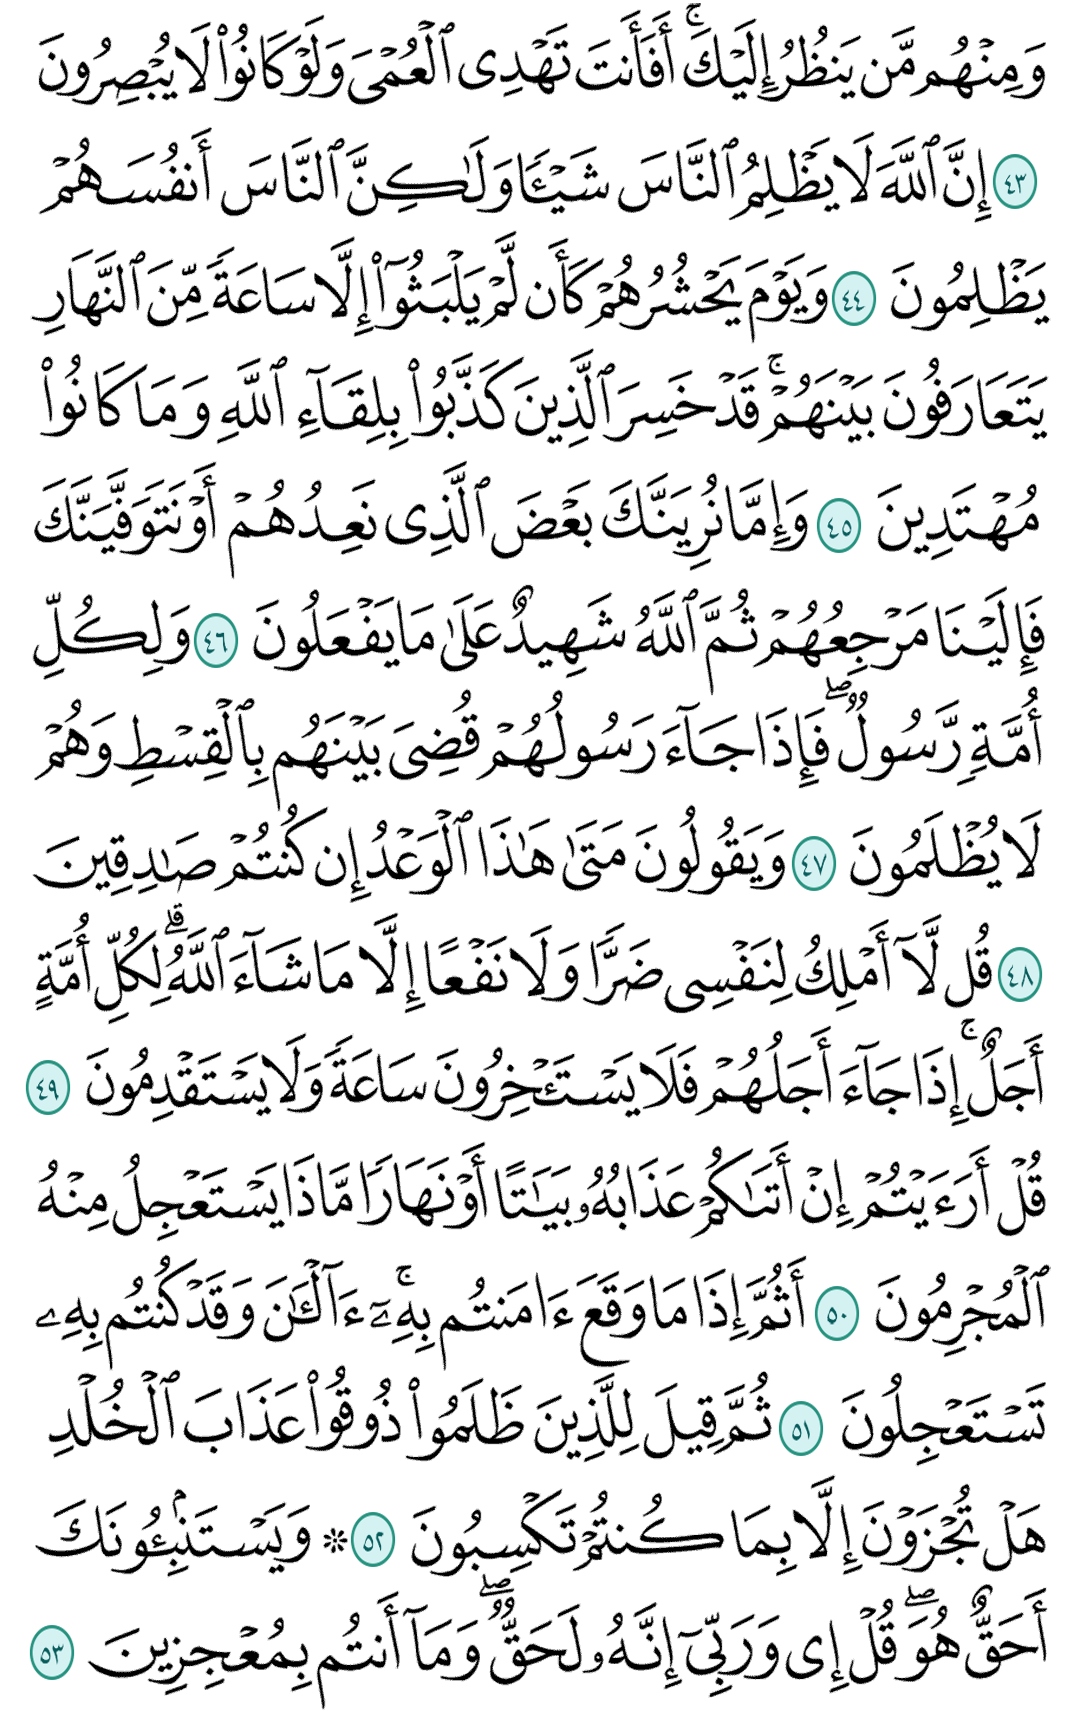 وَمِنْهُم مَّن يَنظُرُ إِلَيْكَ ۚ أَفَأَنتَ تَهْدِى ٱلْعُمْىَ وَلَوْ كَانُوا۟ لَا يُبْصِرُونَ
٤٣ إِنَّ ٱللَّهَ لَا يَظْلِمُ ٱلنَّاسَ شَيْـًٔا وَلَـٰكِنَّ ٱلنَّاسَ أَنفُسَهُمْ
يَظْلِمُونَ ٤٤ وَيَوْمَ يَحْشُرُهُمْ كَأَن لَّمْ يَلْبَثُوٓا۟ إِلَّا سَاعَةً مِّنَ ٱلنَّهَارِ
يَتَعَارَفُونَ بَيْنَهُمْ ۚ قَدْ خَسِرَ ٱلَّذِينَ كَذَّبُوا۟ بِلِقَآءِ ٱللَّهِ وَمَا كَانُوا۟
مُهْتَدِينَ ٤٥ وَإِمَّا نُرِيَنَّكَ بَعْضَ ٱلَّذِى نَعِدُهُمْ أَوْ نَتَوَفَّيَنَّكَ
فَإِلَيْنَا مَرْجِعُهُمْ ثُمَّ ٱللَّهُ شَهِيدٌ عَلَىٰ مَا يَفْعَلُونَ ٤٦ وَلِكُلِّ
أُمَّةٍ رَّسُولٌ ۖ فَإِذَا جَآءَ رَسُولُهُمْ قُضِىَ بَيْنَهُم بِٱلْقِسْطِ وَهُمْ
لَا يُظْلَمُونَ ٤٧ وَيَقُولُونَ مَتَىٰ هَـٰذَا ٱلْوَعْدُ إِن كُنتُمْ صَـٰدِقِينَ
٤٨ قُل لَّآ أَمْلِكُ لِنَفْسِى ضَرًّا وَلَا نَفْعًا إِلَّا مَا شَآءَ ٱللَّهُ ۗ لِكُلِّ أُمَّةٍ
أَجَلٌ ۚ إِذَا جَآءَ أَجَلُهُمْ فَلَا يَسْتَـْٔخِرُونَ سَاعَةً وَلَا يَسْتَقْدِمُونَ ٤٩
قُلْ أَرَءَيْتُمْ إِنْ أَتَىٰكُمْ عَذَابُهُۥ بَيَـٰتًا أَوْ نَهَارًا مَّاذَا يَسْتَعْجِلُ مِنْهُ
ٱلْمُجْرِمُونَ ٥٠ أَثُمَّ إِذَا مَا وَقَعَ ءَامَنتُم بِهِۦٓ ۚ ءَآلْـَٔـٰنَ وَقَدْ كُنتُم بِهِۦ
تَسْتَعْجِلُونَ ٥١ ثُمَّ قِيلَ لِلَّذِينَ ظَلَمُوا۟ ذُوقُوا۟ عَذَابَ ٱلْخُلْدِ
هَلْ تُجْزَوْنَ إِلَّا بِمَا كُنتُمْ تَكْسِبُونَ ٥٢ ۞ وَيَسْتَنۢبِـُٔونَكَ
أَحَقٌّ هُوَ ۖ قُلْ إِى وَرَبِّىٓ إِنَّهُۥ لَحَقٌّ ۖ وَمَآ أَنتُم بِمُعْجِزِينَ ٥٣